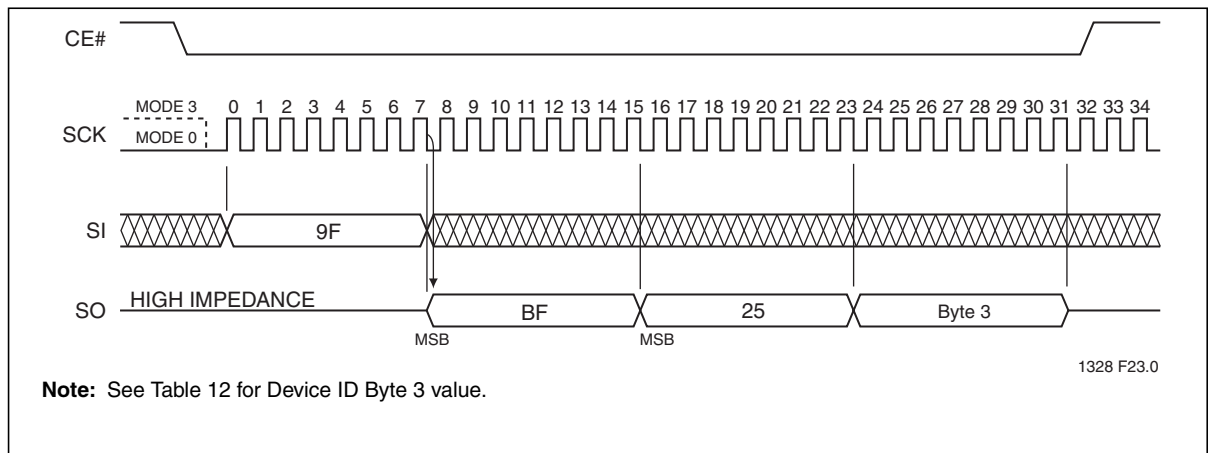 CE#
MODE 3
0 1 2 3 4 5 6 7 8 9 10 11 12 13 14 15 16 17 18 19 20 21 22 23 24 25 26 27 28 29 30 31 32 33 34
SCK
MODE 0
SI
9F
HIGH IMPEDANCE
SO
BF
25
Byte 3
MSB
MSB
1328 F23.0
Note: See Table 12 for Device ID Byte 3 value.